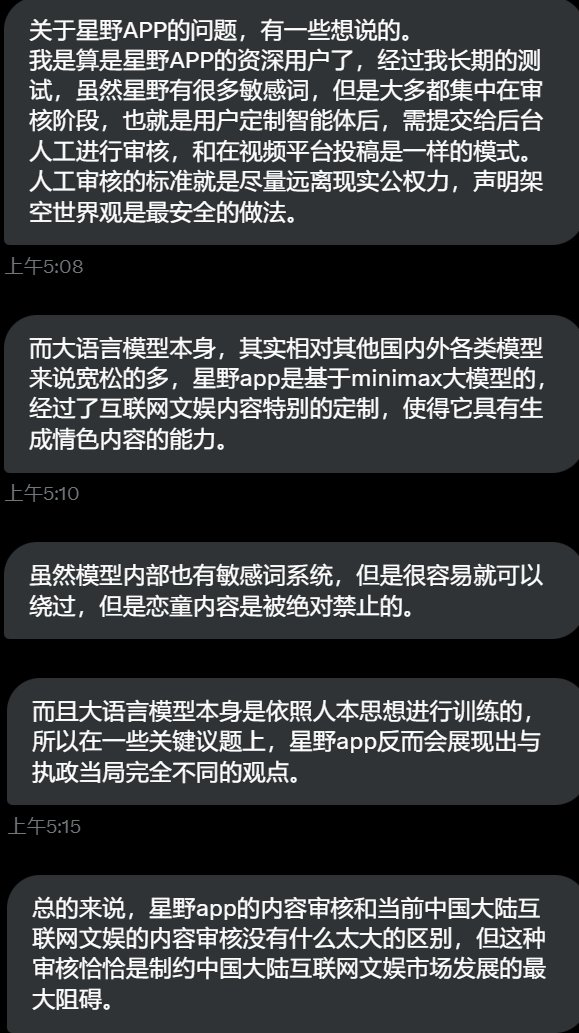 关于星野APP的问题，有一些想说的。
我是算是星野APP的资深用户了，经过我长期的测
试，虽然星野有很多敏感词，但是大多都集中在审
核阶段，也就是用户定制智能体后，需提交给后台
人工进行审核，和在视频平台投稿是一样的模式。
人工审核的标准就是尽量远离现实公权力，声明架
空世界观是最安全的做法。
上午5:08
而大语言模型本身，其实相对其他国内外各类模型
来说宽松的多，星野app是基于minimax大模型的，
经过了互联网文娱内容特别的定制，使得它具有生
成情色内容的能力。
上午5:10
虽然模型内部也有敏感词系统，但是很容易就可以
绕过，但是恋童内容是被绝对禁止的。
而且大语言模型本身是依照人本思想进行训练的，
所以在一些关键议题上，星野app反而会展现出与
执政当局完全不同的观点。
上午5:15
总的来说，星野app的内容审核和当前中国大陆互
联网文娱的内容审核没有什么太大的区别，但这种
审核恰恰是制约中国大陆互联网文娱市场发展的最
大阻碍。